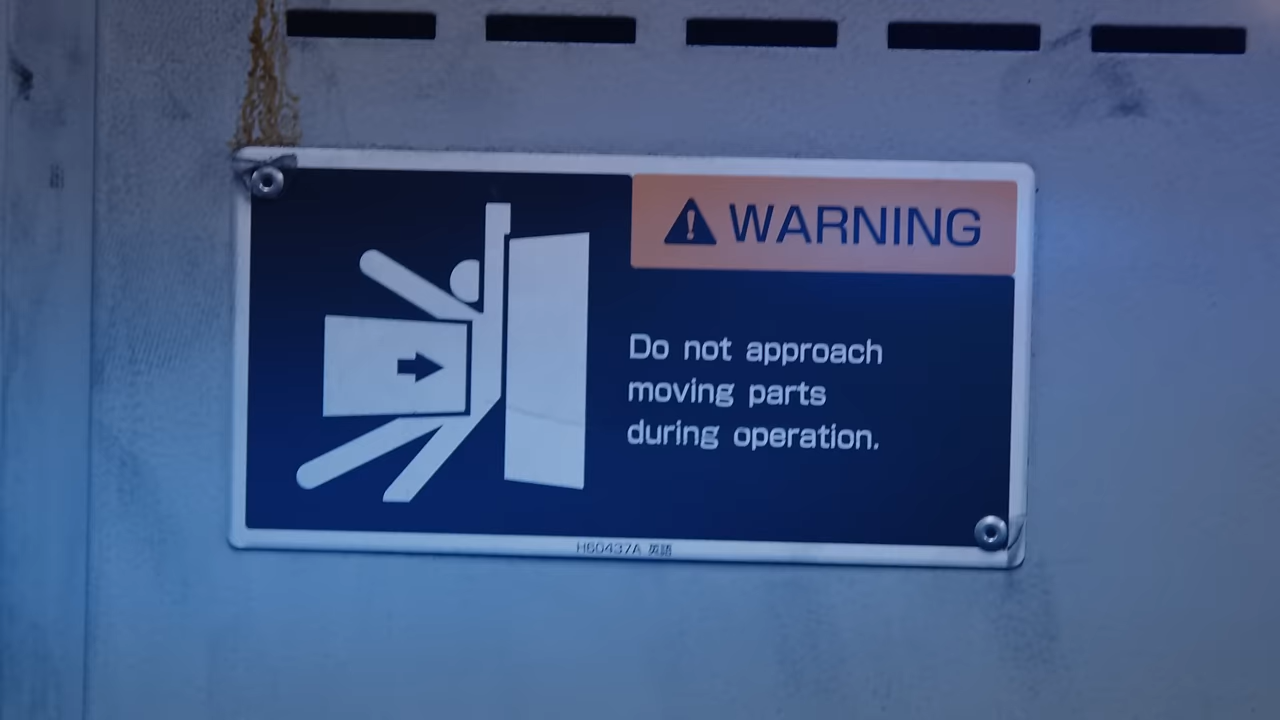 WARNING
Do not approach
moving parts
during operation.
H60437A 英語